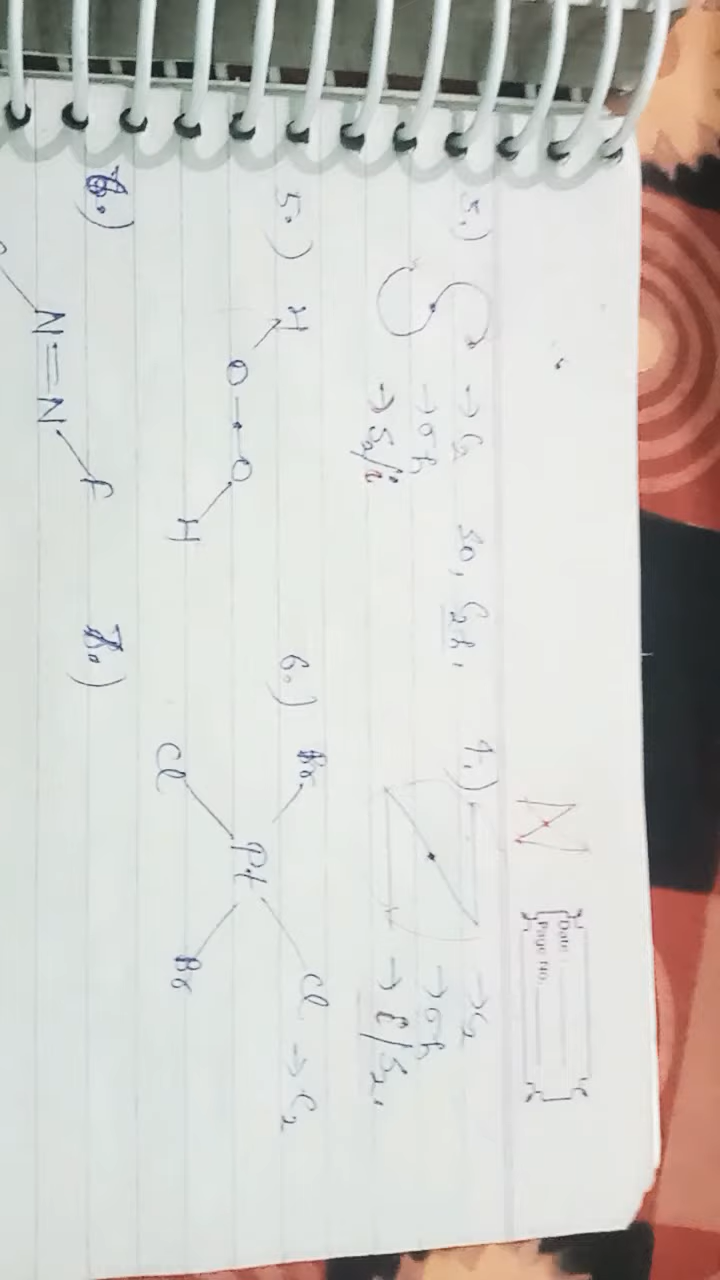 N
Date:
Page No.
5.) S → C₂ so, C₂h,
→ σh
→ S₂/i
4.) → C₂
→ σh
→ i/S₂,
5.) H
O — O
H
6.) Br Cl → C₂
Pt
Cl Br
6.)
N = N
F
7.)